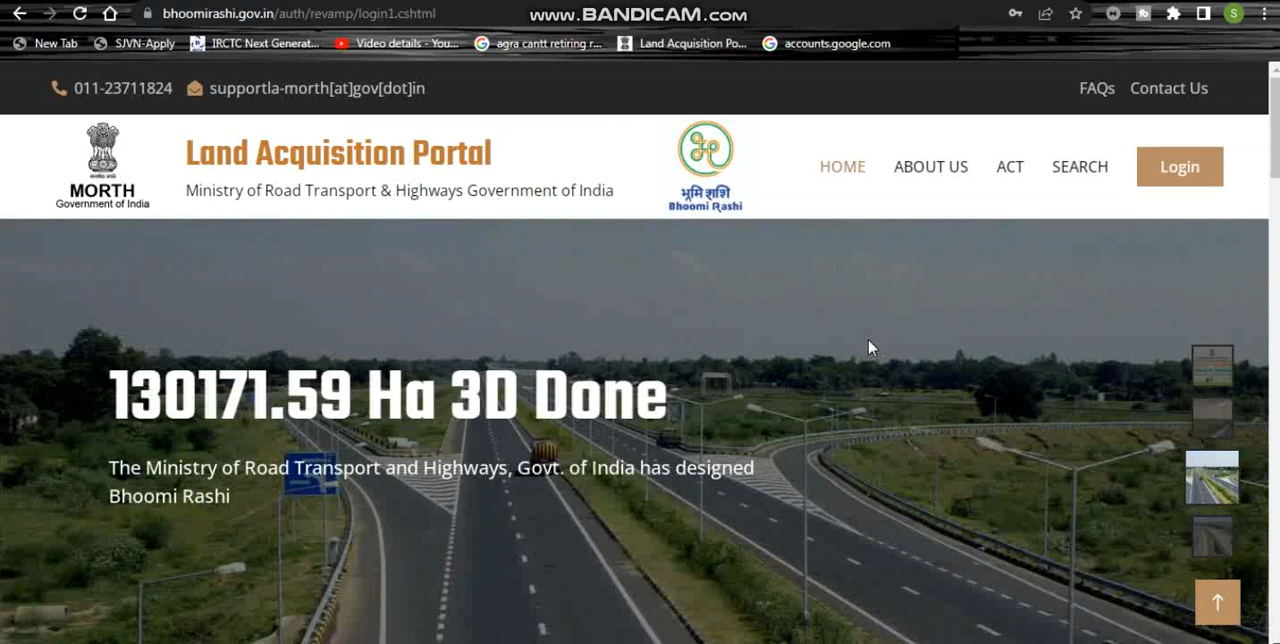 bhoomirashi.gov.in/auth/revamp/login1.cshtml
www.BANDICAM.com
S
New Tab
SJVN-Apply
IRCTC Next Generat...
Video details - You...
agra cantt retiring r...
Land Acquisition Po...
accounts.google.com
011-23711824
supportla-morth[at]gov[dot]in
FAQs
Contact Us
MORTH
Government of India
Land Acquisition Portal
Ministry of Road Transport & Highways Government of India
भूमि राशि
Bhoomi Rashi
HOME
ABOUT US
ACT
SEARCH
Login
130171.59 Ha 3D Done
The Ministry of Road Transport and Highways, Govt. of India has designed
Bhoomi Rashi